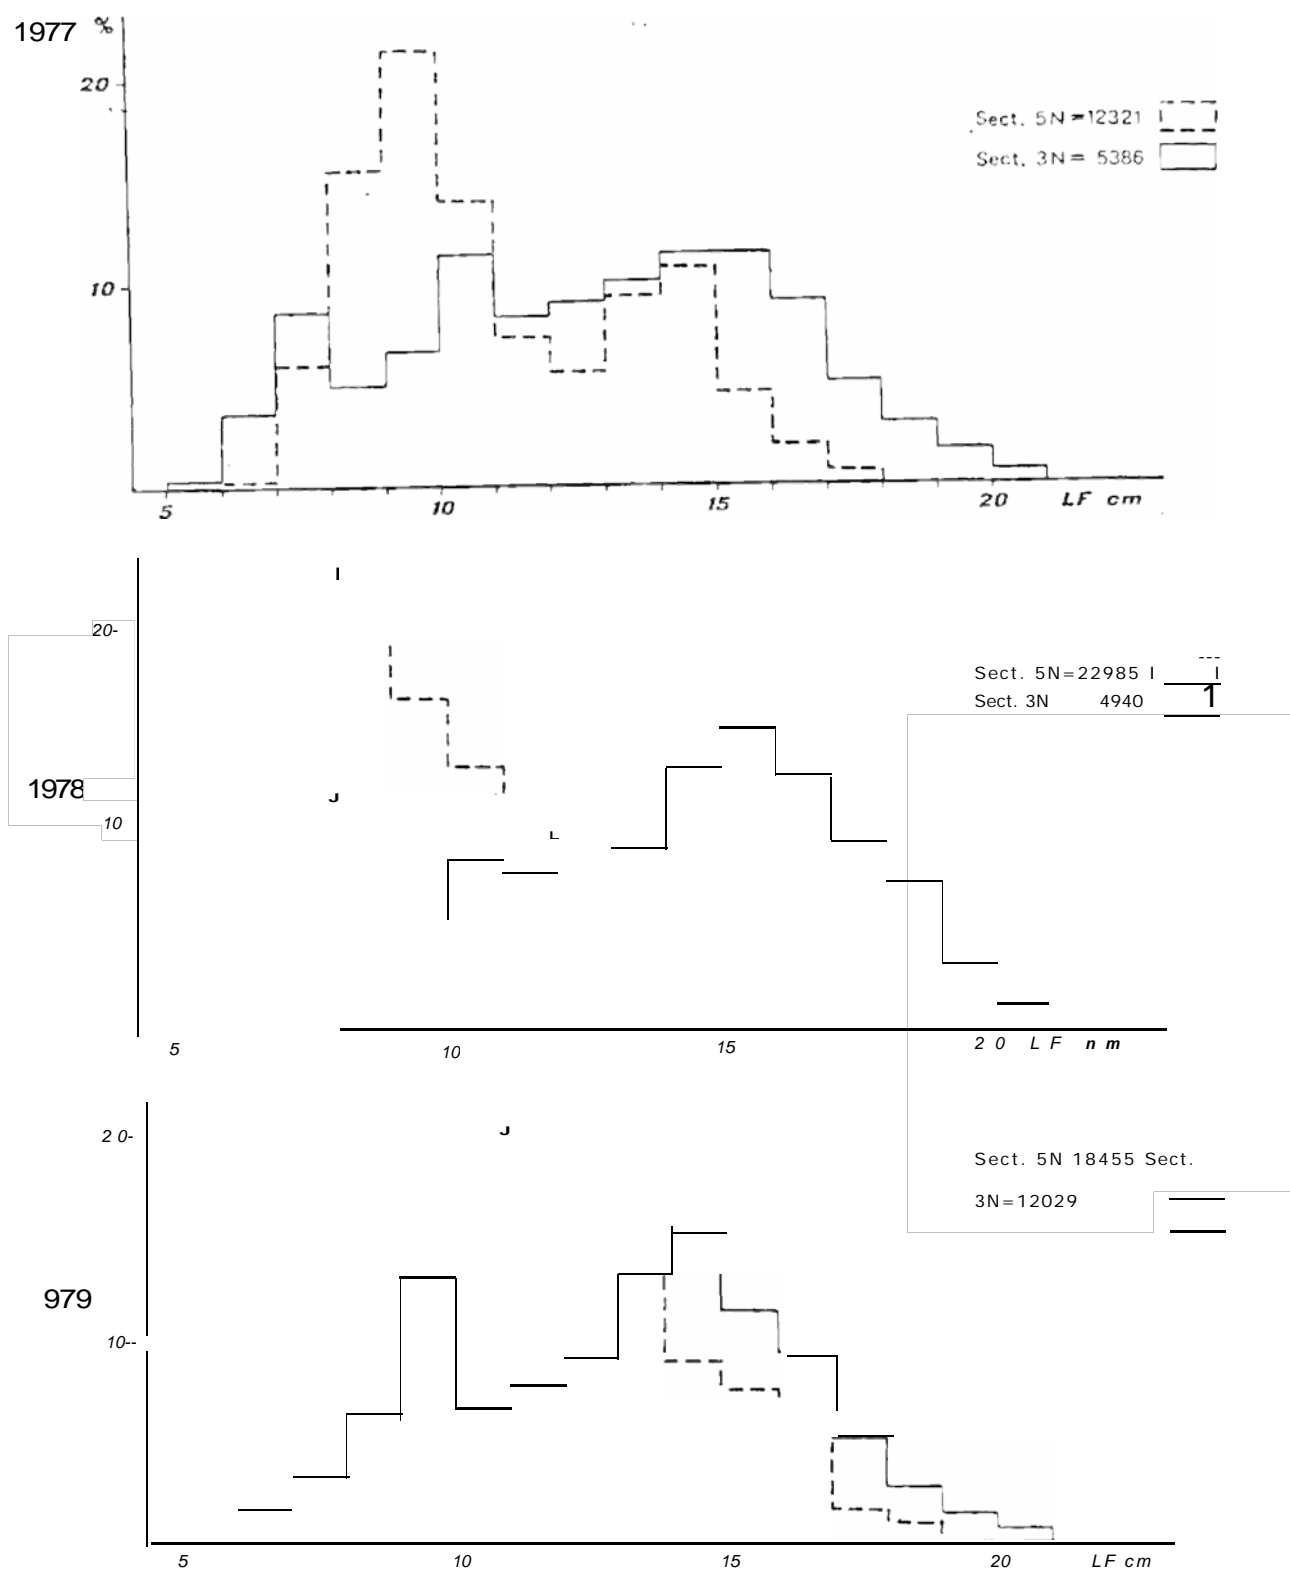 1977 %
20
Sect. 5N=12321
Sect. 3N= 5386
10
5 10 15 20 LF cm
20-
Sect. 5N=22985 I I
Sect. 3N 4940 1
1978
10
5 10 15 20 LF nm
20-
Sect. 5N 18455 Sect.
3N=12029
979
10--
5 10 15 20 LF cm